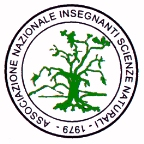 ASSOCIAZIONE NAZIONALE INSEGNANTI SCIENZE NATURALI - 1979 -